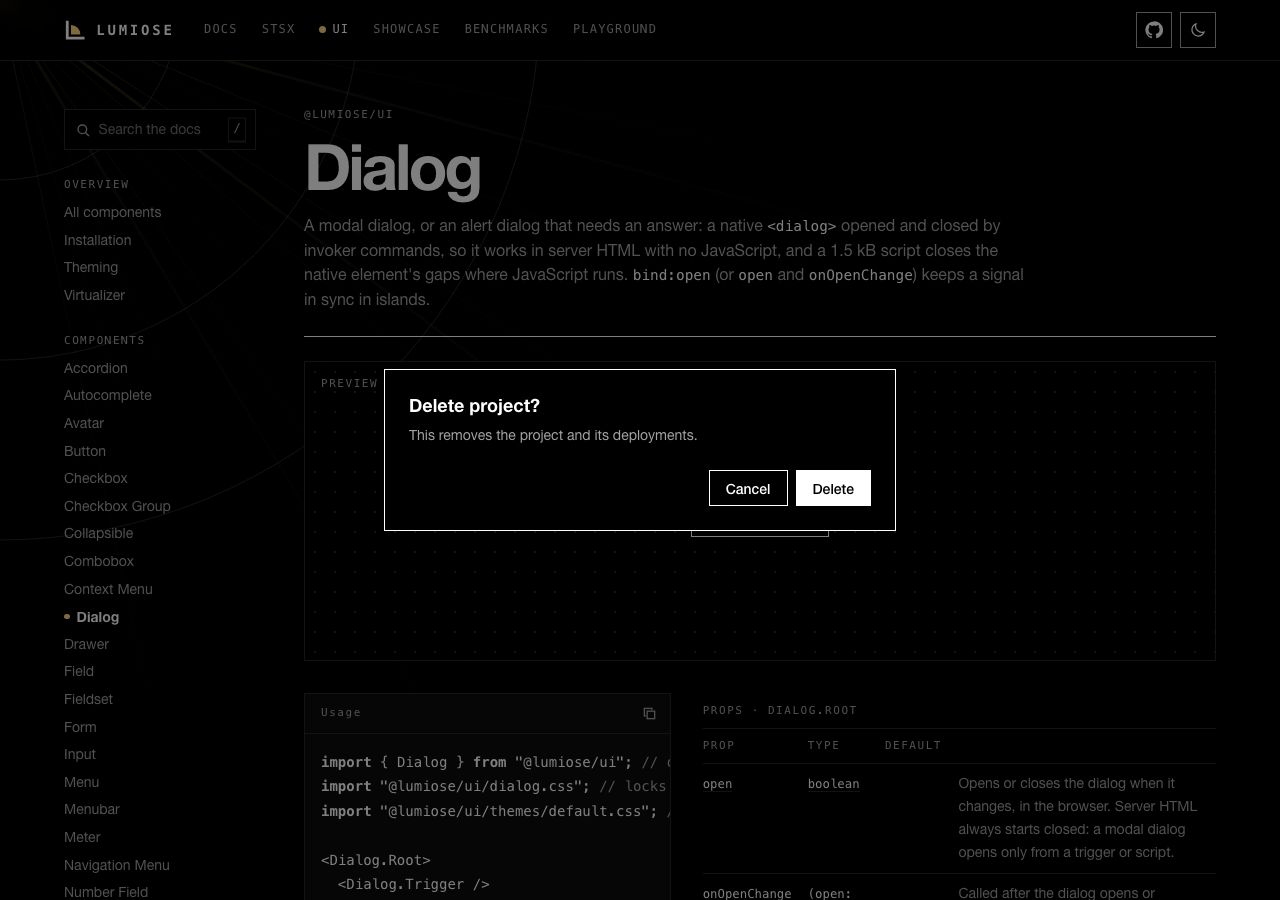 LUMIOSE
DOCS
STSX
UI
SHOWCASE
BENCHMARKS
PLAYGROUND
Search the docs
/
OVERVIEW
All components
Installation
Theming
Virtualizer
COMPONENTS
Accordion
Autocomplete
Avatar
Button
Checkbox
Checkbox Group
Collapsible
Combobox
Context Menu
Dialog
Drawer
Field
Fieldset
Form
Input
Menu
Menubar
Meter
Navigation Menu
Number Field
@LUMIOSE/UI
Dialog
A modal dialog, or an alert dialog that needs an answer: a native <dialog> opened and closed by
invoker commands, so it works in server HTML with no JavaScript, and a 1.5 kB script closes the
native element's gaps where JavaScript runs. bind:open (or open and onOpenChange) keeps a signal
in sync in islands.
PREVIEW
Delete project?
This removes the project and its deployments.
Cancel
Delete
Usage
import { Dialog } from "@lumiose/ui"; //
import "@lumiose/ui/dialog.css"; // locks
import "@lumiose/ui/themes/default.css"; /
<Dialog.Root>
<Dialog.Trigger />
PROPS · DIALOG.ROOT
PROP TYPE DEFAULT
open boolean Opens or closes the dialog when it
changes, in the browser. Server HTML
always starts closed: a modal dialog
opens only from a trigger or script.
onOpenChange (open: Called after the dialog opens or